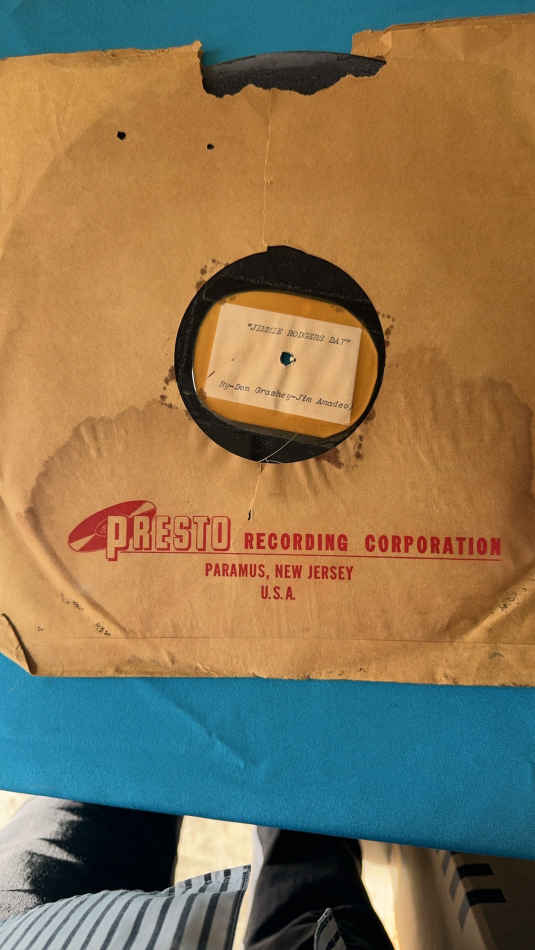 "JIMMIE RODGERS DAY"
By-Don Grashey-Jim Amadeo
PRESTO RECORDING CORPORATION
PARAMUS, NEW JERSEY
U.S.A.